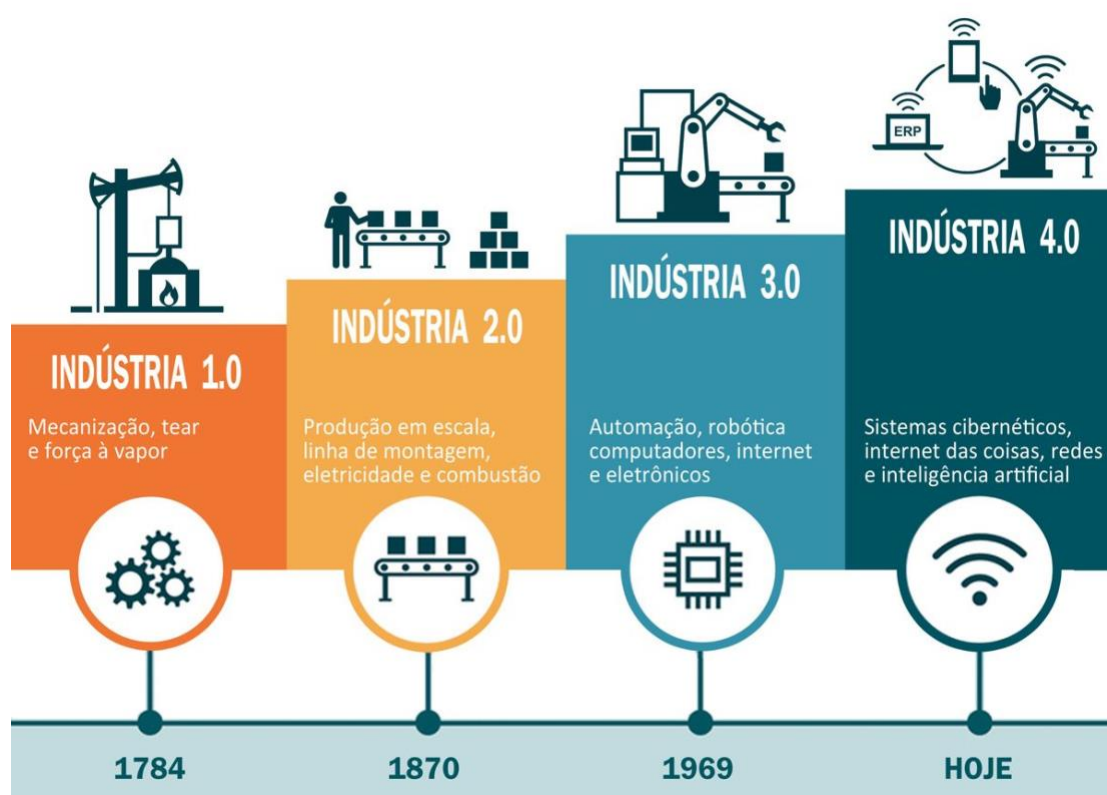 ERP
INDÚSTRIA 1.0
Mecanização, tear
e força à vapor
INDÚSTRIA 2.0
Produção em escala,
linha de montagem,
eletricidade e combustão
INDÚSTRIA 3.0
Automação, robótica
computadores, internet
e eletrônicos
INDÚSTRIA 4.0
Sistemas cibernéticos,
internet das coisas, redes
e inteligência artificial
1784
1870
1969
HOJE